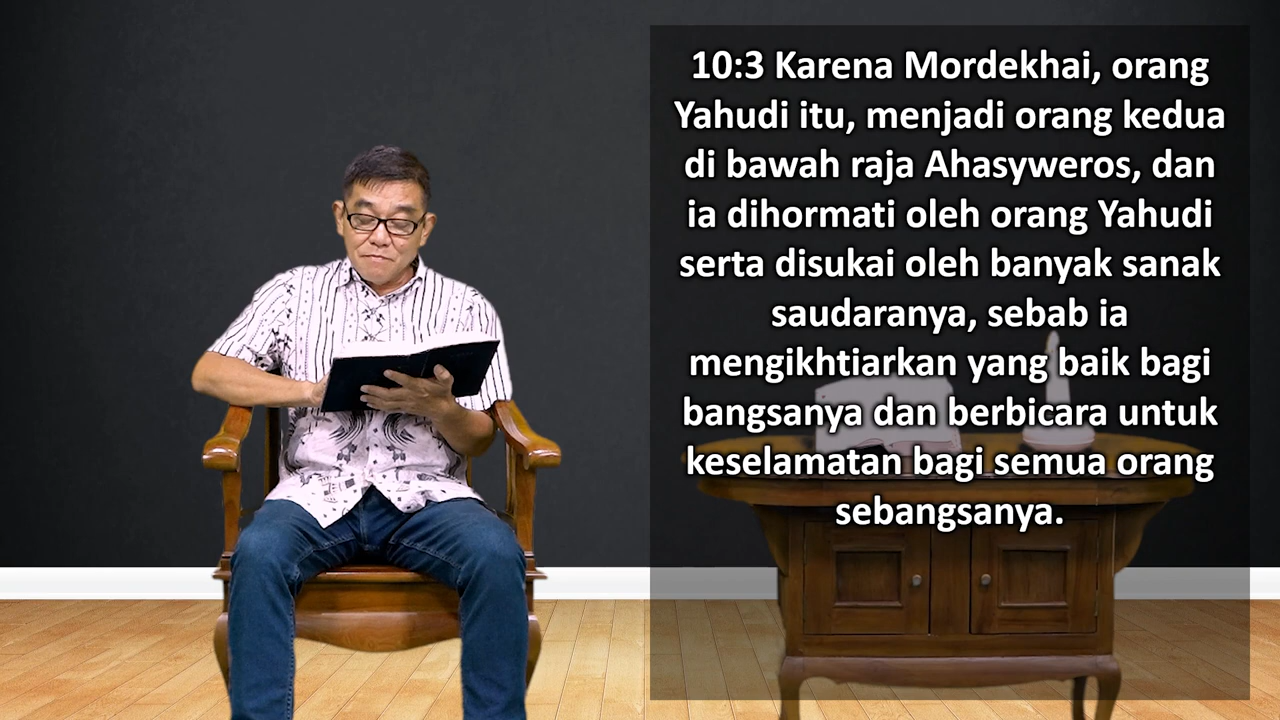 10:3 Karena Mordekhai, orang
Yahudi itu, menjadi orang kedua
di bawah raja Ahasyweros, dan
ia dihormati oleh orang Yahudi
serta disukai oleh banyak sanak
saudaranya, sebab ia
mengikhtiarkan yang baik bagi
bangsanya dan berbicara untuk
keselamatan bagi semua orang
sebangsanya.